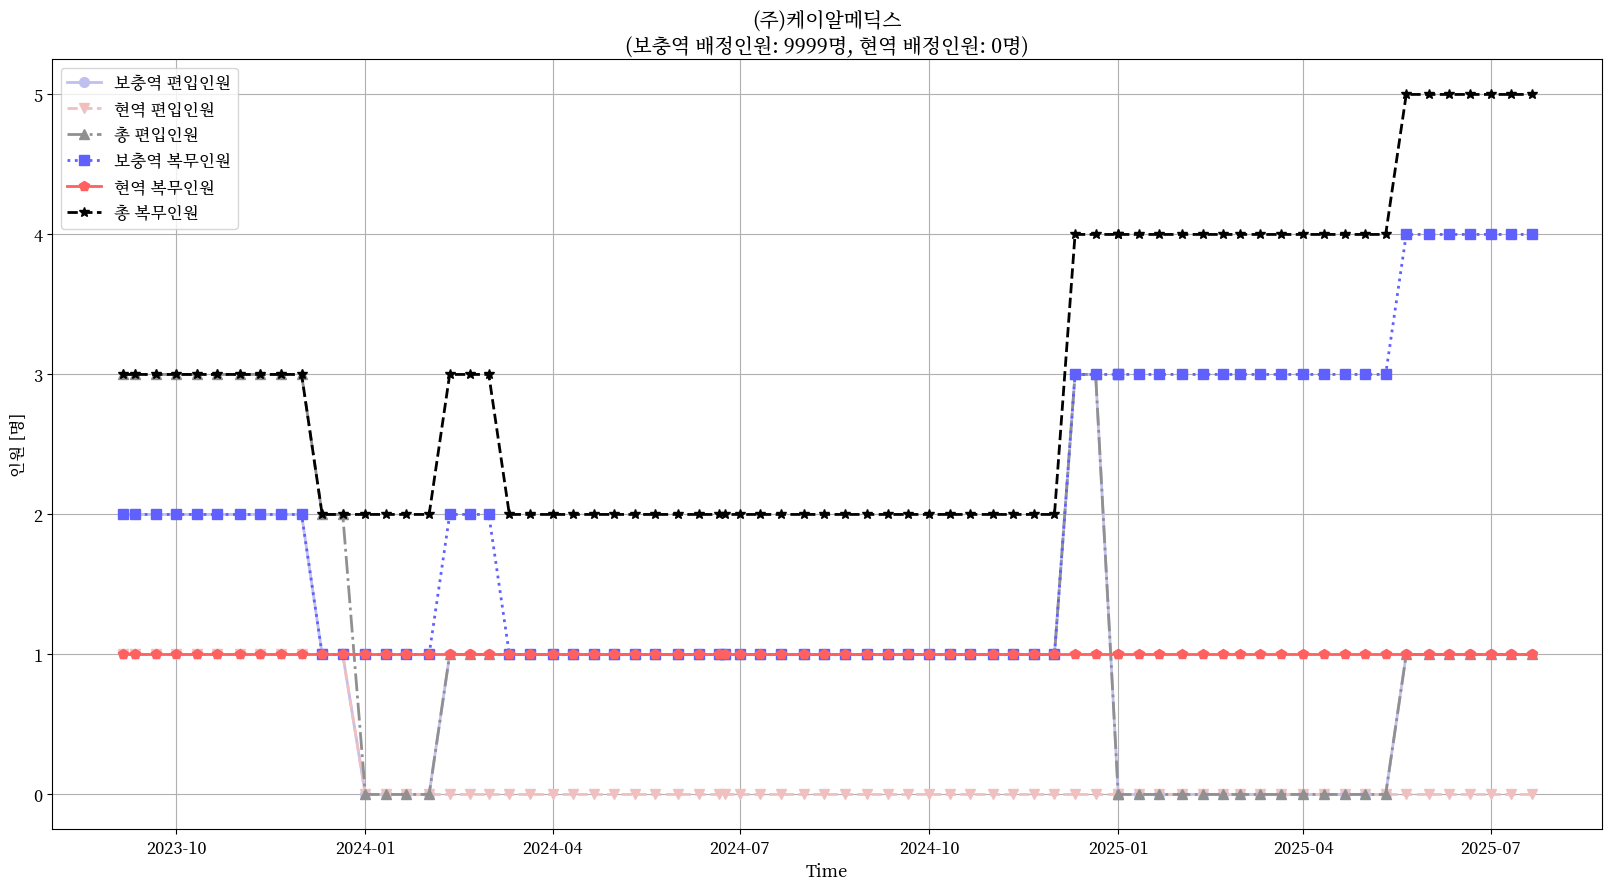 (주)케이알메딕스
(보충역 배정인원: 9999명, 현역 배정인원: 0명)
보충역 편입인원
현역 편입인원
총 편입인원
보충역 복무인원
현역 복무인원
총 복무인원
인원 [명]
5
4
3
2
1
0
2023-10
2024-01
2024-04
2024-07
2024-10
2025-01
2025-04
2025-07
Time